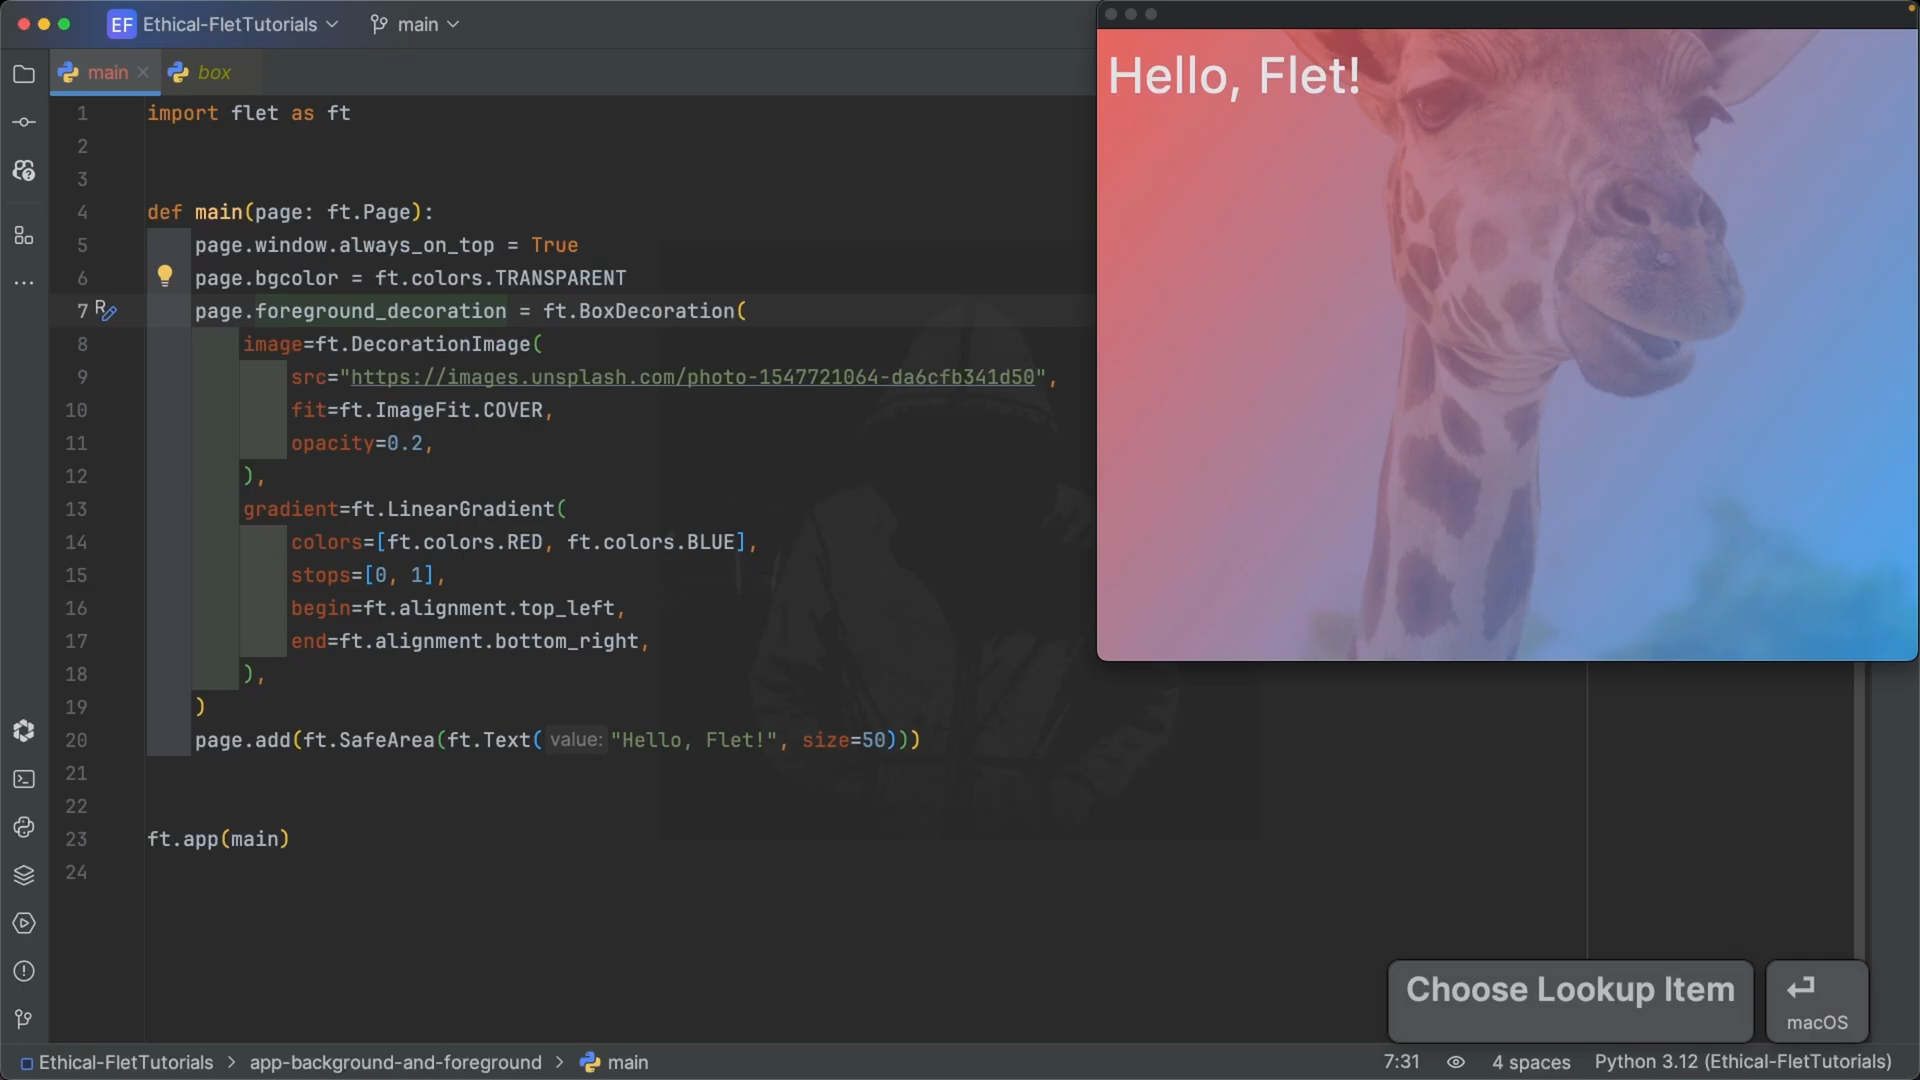 EF Ethical-FletTutorials main
main box
1 import flet as ft
2
3
4 def main(page: ft.Page):
5 page.window.always_on_top = True
6 page.bgcolor = ft.colors.TRANSPARENT
7 page.foreground_decoration = ft.BoxDecoration(
8 image=ft.DecorationImage(
9 src="https://images.unsplash.com/photo-1547721064-da6cfb341d50",
10 fit=ft.ImageFit.COVER,
11 opacity=0.2,
12 ),
13 gradient=ft.LinearGradient(
14 colors=[ft.colors.RED, ft.colors.BLUE],
15 stops=[0, 1],
16 begin=ft.alignment.top_left,
17 end=ft.alignment.bottom_right,
18 ),
19 )
20 page.add(ft.SafeArea(ft.Text( value: "Hello, Flet!", size=50)))
21
22
23 ft.app(main)
24
Hello, Flet!
Choose Lookup Item
macOS
Ethical-FletTutorials > app-background-and-foreground > main 7:31 4 spaces Python 3.12 (Ethical-FletTutorials)